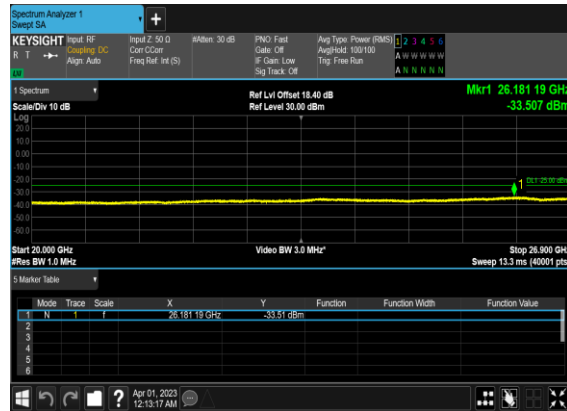 Spectrum Analyzer 1
Swept SA
KEYSIGHT Input: RF Input Z: 50 Ω #Atten: 30 dB PNO: Fast Avg Type: Power (RMS) 1 2 3 4 5 6
R T Coupling: DC Corr CCorr Gate: Off Avg|Hold: 100/100 A W W W W W
Align: Auto Freq Ref: Int (S) IF Gain: Low Trig: Free Run
Sig Track: Off A N N N N N
1 Spectrum Ref Lvl Offset 18.40 dB Mkr1 26.181 19 GHz
Scale/Div 10 dB Ref Level 30.00 dBm -33.507 dBm
Log
20.0
10.0
0.00
-10.0
-20.0 1 DL1 -25.00 dBm
-30.0
-40.0
-50.0
-60.0
Start 20.000 GHz Video BW 3.0 MHz* Stop 26.900 GHz
#Res BW 1.0 MHz Sweep 13.3 ms (40001 pts)
5 Marker Table
Mode Trace Scale X Y Function Function Width Function Value
1 N 1 f 26.181 19 GHz -33.51 dBm
2
3
4
5
6
? Apr 01, 2023
12:13:17 AM